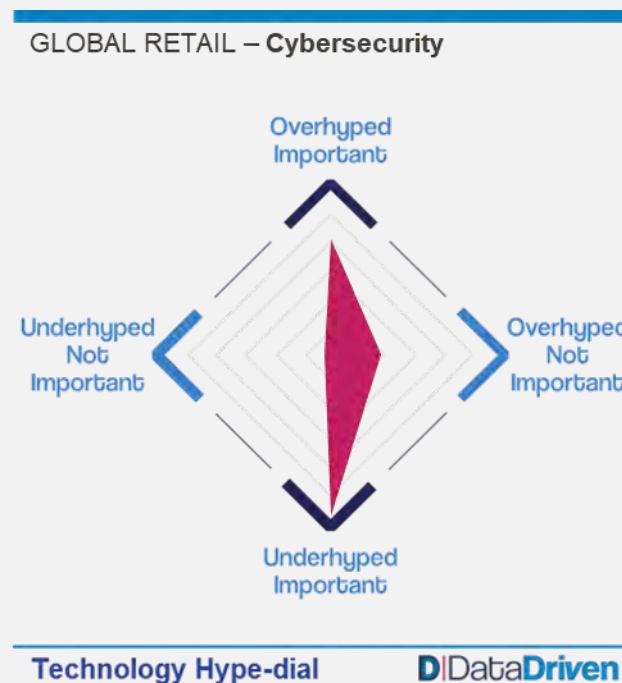 GLOBAL RETAIL – Cybersecurity
Overhyped
Important
Underhyped
Not
Important
Overhyped
Not
Important
Underhyped
Important
Technology Hype-dial
D|DataDriven